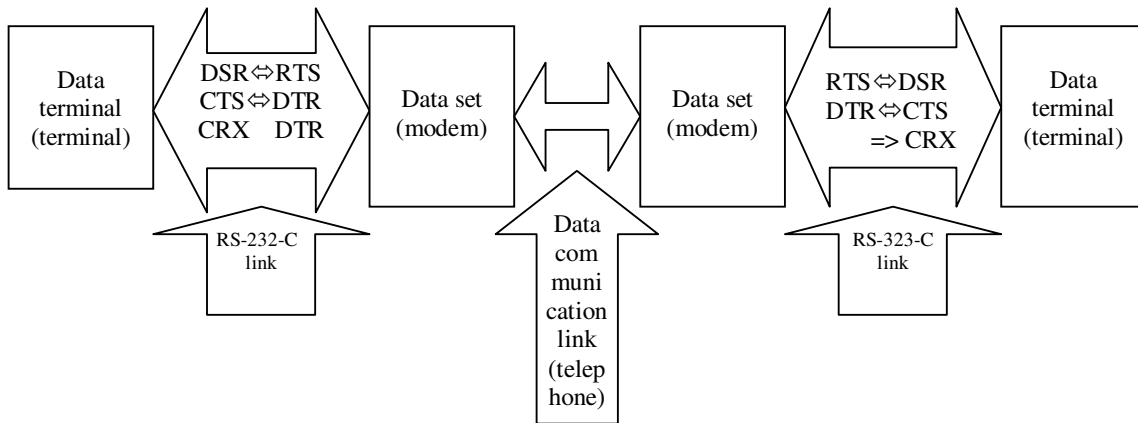 Data
terminal
(terminal)
DSR⇔RTS
CTS⇔DTR
CRX DTR
Data set
(modem)
Data set
(modem)
RTS⇔DSR
DTR⇔CTS
=> CRX
Data
terminal
(terminal)
RS-232-C
link
Data
com
muni
cation
link
(telep
hone)
RS-323-C
link